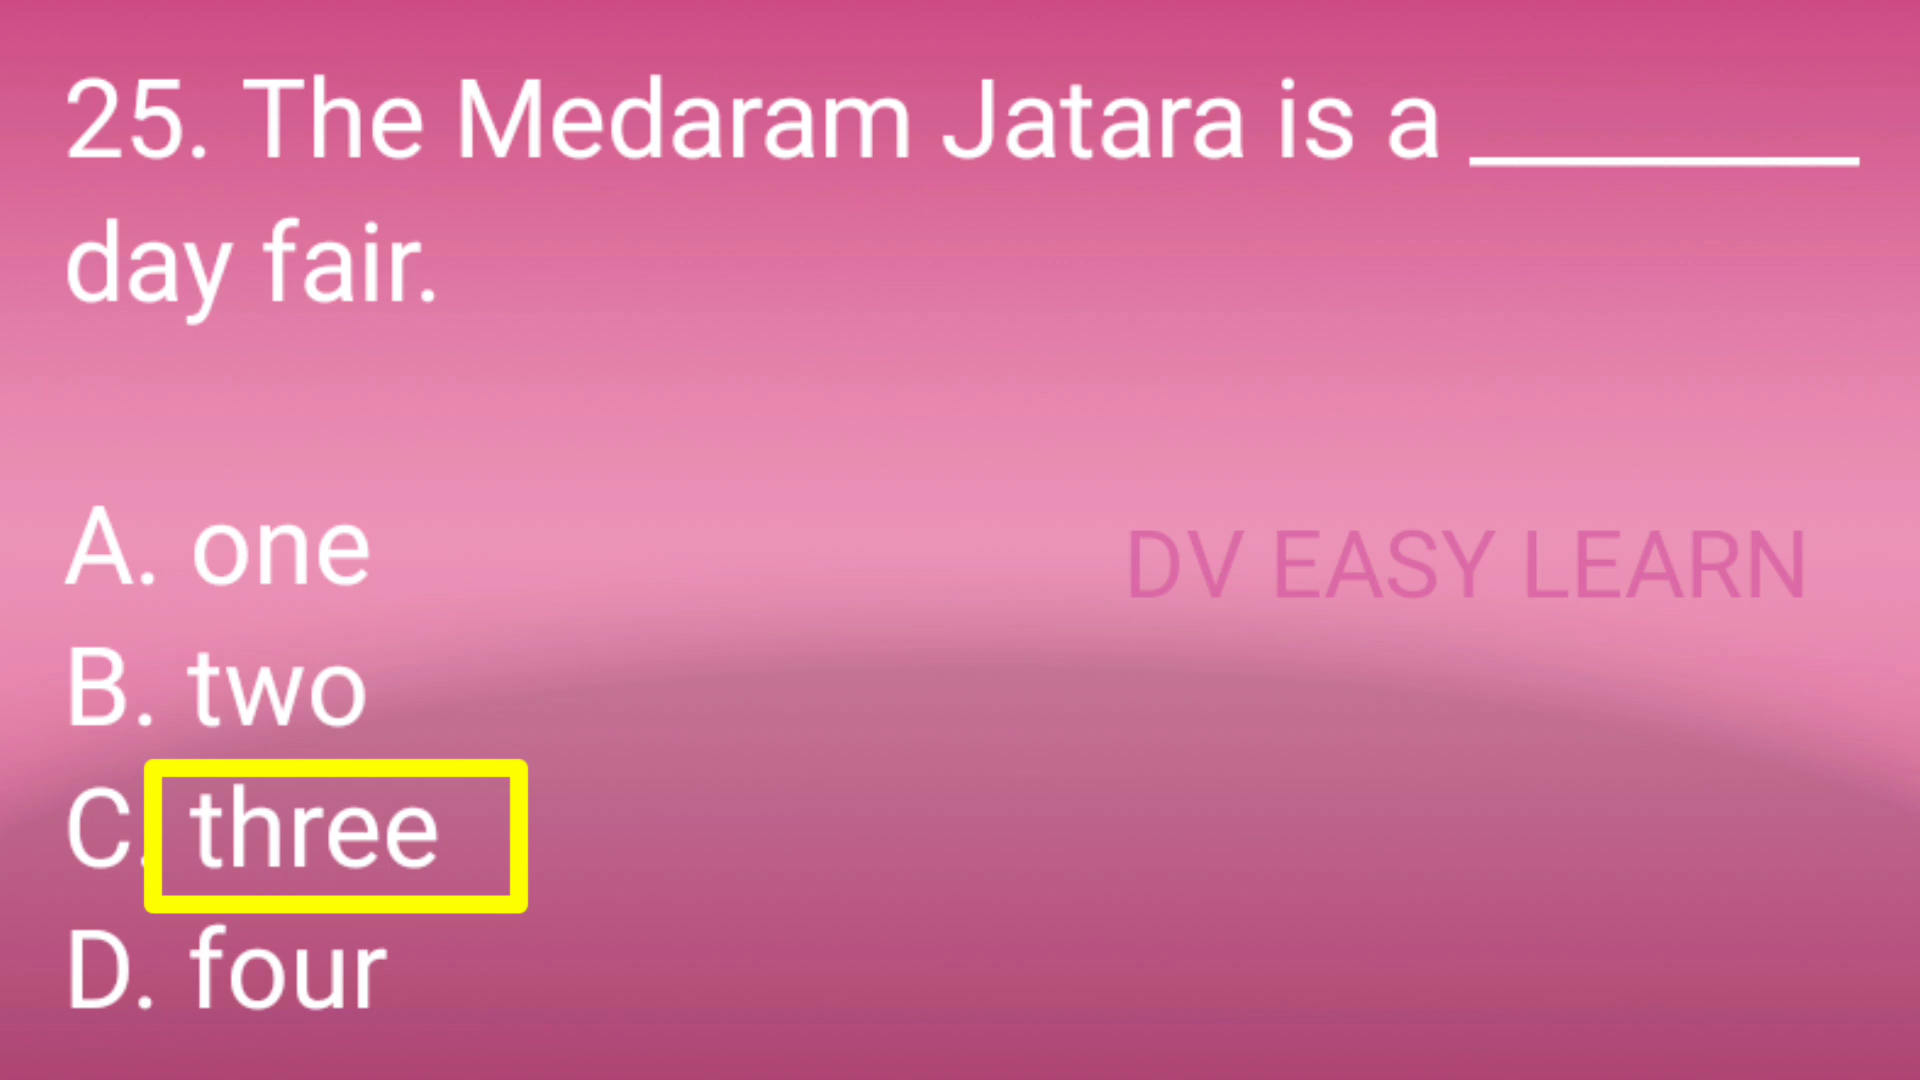 25. The Medaram Jatara is a ________
day fair.
A. one
DV EASY LEARN
B. two
C. three
D. four